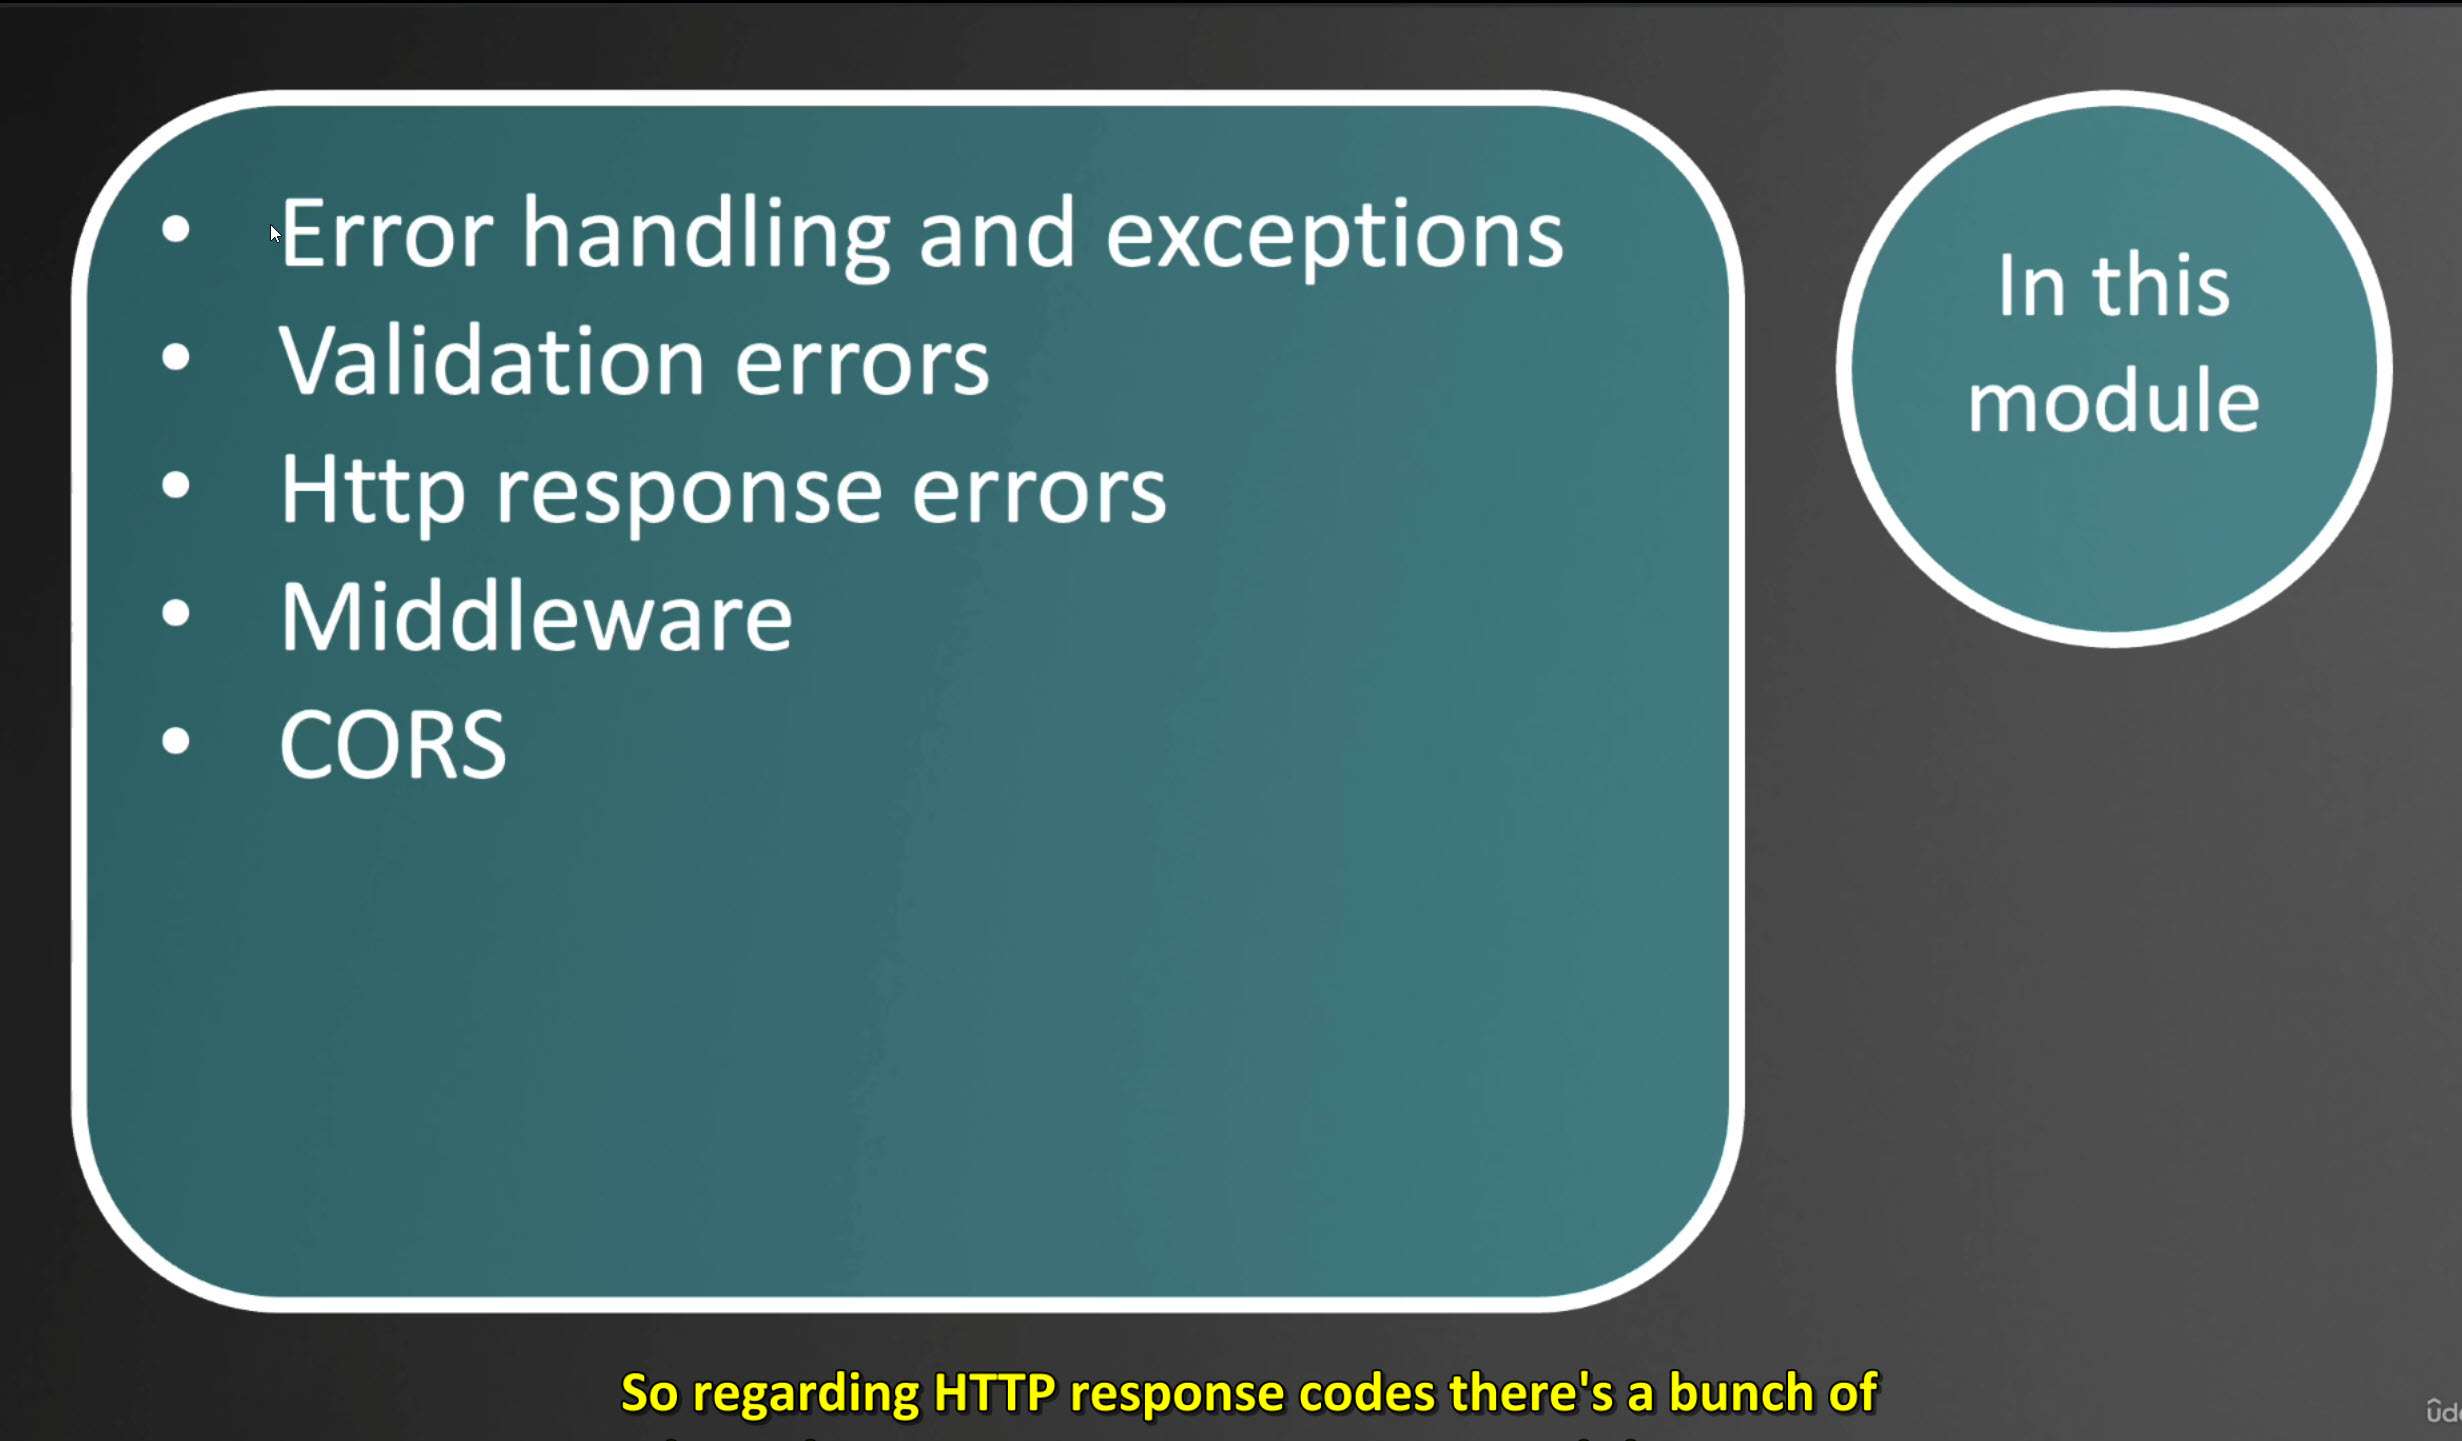 Error handling and exceptions
Validation errors
Http response errors
Middleware
CORS
In this
module
So regarding HTTP response codes there's a bunch of